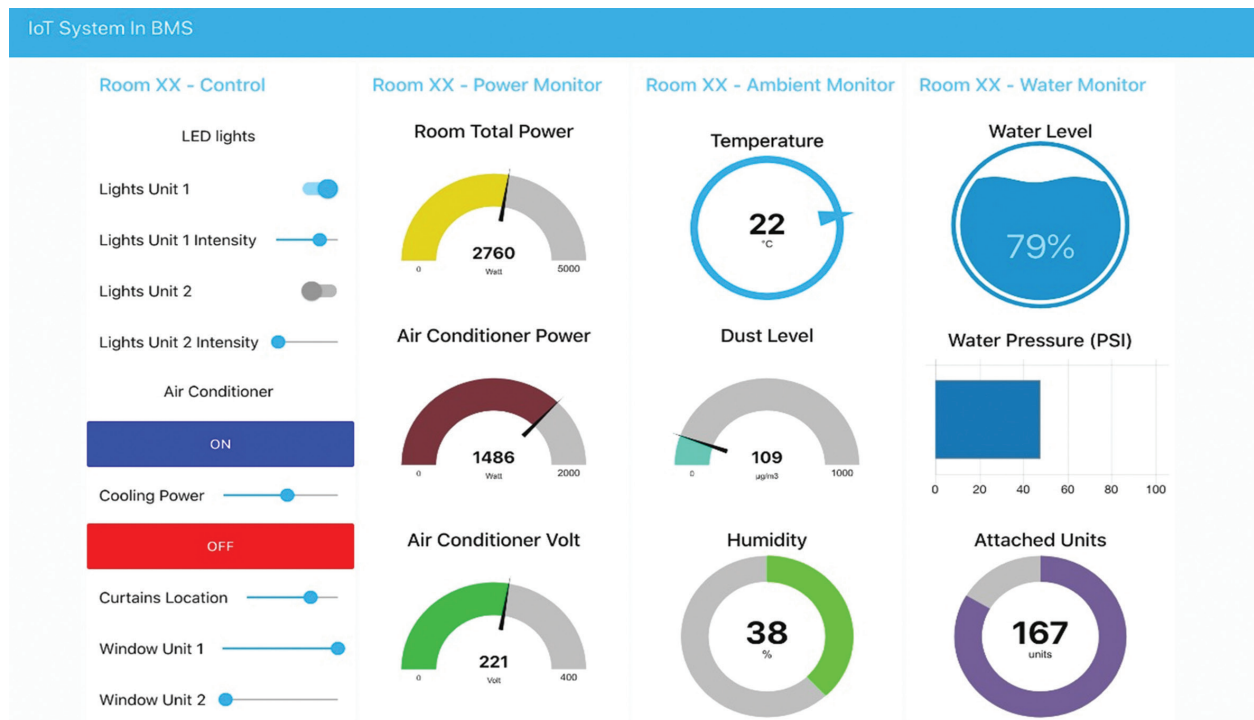 IoT System In BMS
Room XX - Control
LED lights
Lights Unit 1
Lights Unit 1 Intensity
Lights Unit 2
Lights Unit 2 Intensity
Air Conditioner
ON
Cooling Power
OFF
Curtains Location
Window Unit 1
Window Unit 2
Room XX - Power Monitor
Room Total Power
2760
Watt
0
5000
Air Conditioner Power
1486
Watt
0
2000
Air Conditioner Volt
221
Volt
0
400
Room XX - Ambient Monitor
Temperature
22
°C
Dust Level
109
µg/m3
0
1000
Humidity
38
%
Room XX - Water Monitor
Water Level
79%
Water Pressure (PSI)
0 20 40 60 80 100
Attached Units
167
units